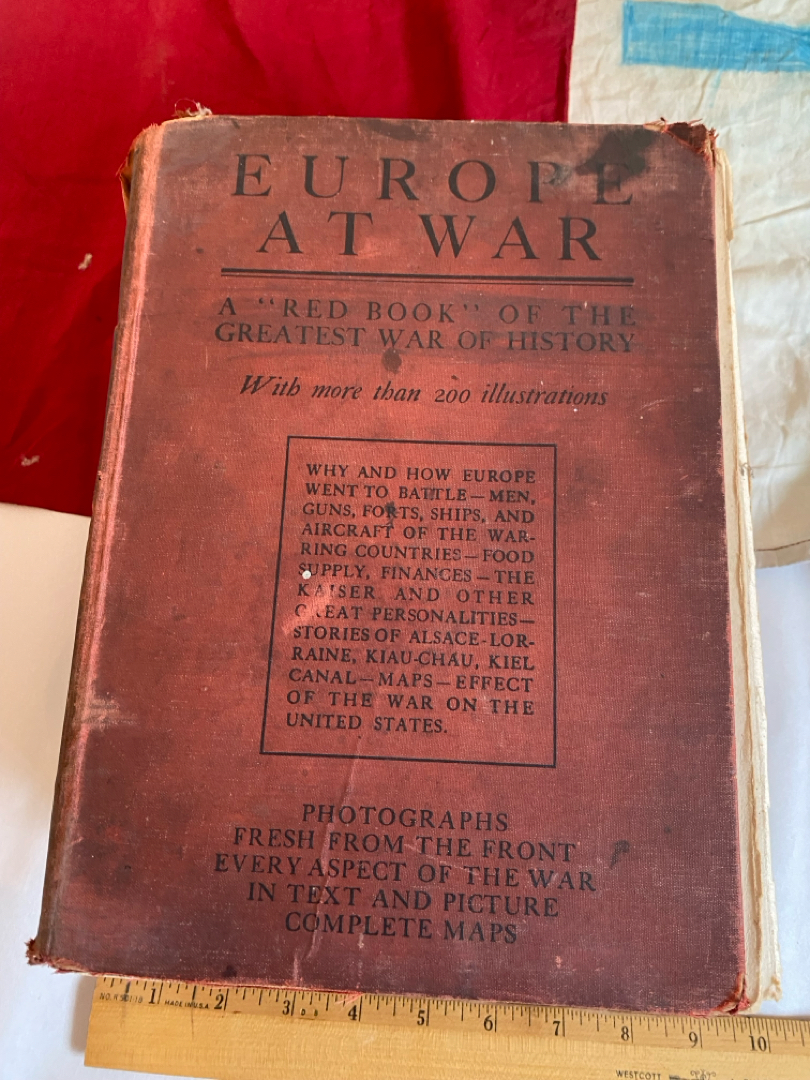 EUROPE
AT WAR
A "RED BOOK" OF THE
GREATEST WAR OF HISTORY
With more than 200 illustrations
WHY AND HOW EUROPE
WENT TO BATTLE—MEN,
GUNS, FORTS, SHIPS, AND
AIRCRAFT OF THE WAR-
RING COUNTRIES—FOOD
SUPPLY, FINANCES—THE
KAISER AND OTHER
GREAT PERSONALITIES—
STORIES OF ALSACE-LOR-
RAINE, KIAU-CHAU, KIEL
CANAL—MAPS—EFFECT
OF THE WAR ON THE
UNITED STATES.
PHOTOGRAPHS
FRESH FROM THE FRONT
EVERY ASPECT OF THE WAR
IN TEXT AND PICTURE
COMPLETE MAPS
1 2 3 4 5 6 7 8 9 10
MADE IN U.S.A.
WESTCOTT